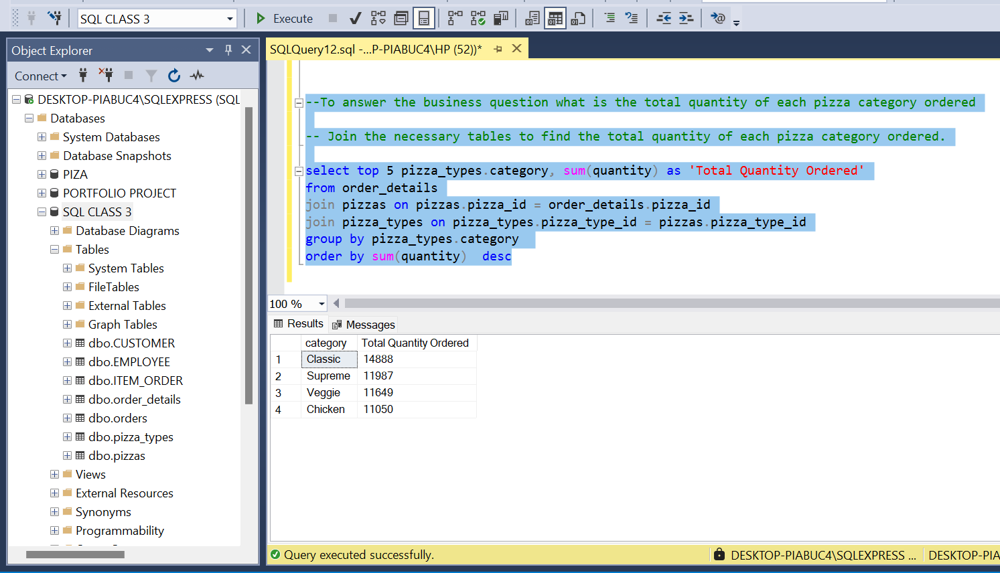 SQL CLASS 3
Execute
Object Explorer
Connect
DESKTOP-PIABUC4\SQLEXPRESS (SQL
Databases
System Databases
Database Snapshots
PIZA
PORTFOLIO PROJECT
SQL CLASS 3
Database Diagrams
Tables
System Tables
FileTables
External Tables
Graph Tables
dbo.CUSTOMER
dbo.EMPLOYEE
dbo.ITEM_ORDER
dbo.order_details
dbo.orders
dbo.pizza_types
dbo.pizzas
Views
External Resources
Synonyms
Programmability
SQLQuery12.sql -...P-PIABUC4\HP (52))*
--To answer the business question what is the total quantity of each pizza category ordered
-- Join the necessary tables to find the total quantity of each pizza category ordered.
select top 5 pizza_types.category, sum(quantity) as 'Total Quantity Ordered'
from order_details
join pizzas on pizzas.pizza_id = order_details.pizza_id
join pizza_types on pizza_types.pizza_type_id = pizzas.pizza_type_id
group by pizza_types.category
order by sum(quantity)  desc
100 %
Results Messages
category Total Quantity Ordered
1 Classic 14888
2 Supreme 11987
3 Veggie 11649
4 Chicken 11050
Query executed successfully. DESKTOP-PIABUC4\SQLEXPRESS ... DESKTOP-PIA